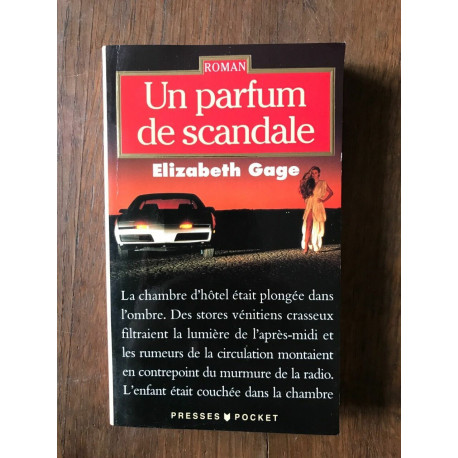 ROMAN
Un parfum
de scandale
Elizabeth Gage
La chambre d'hôtel était plongée dans
l'ombre. Des stores vénitiens crasseux
filtraient la lumière de l'après-midi et
les rumeurs de la circulation montaient
en contrepoint du murmure de la radio.
L'enfant était couchée dans la chambre
PRESSES POCKET